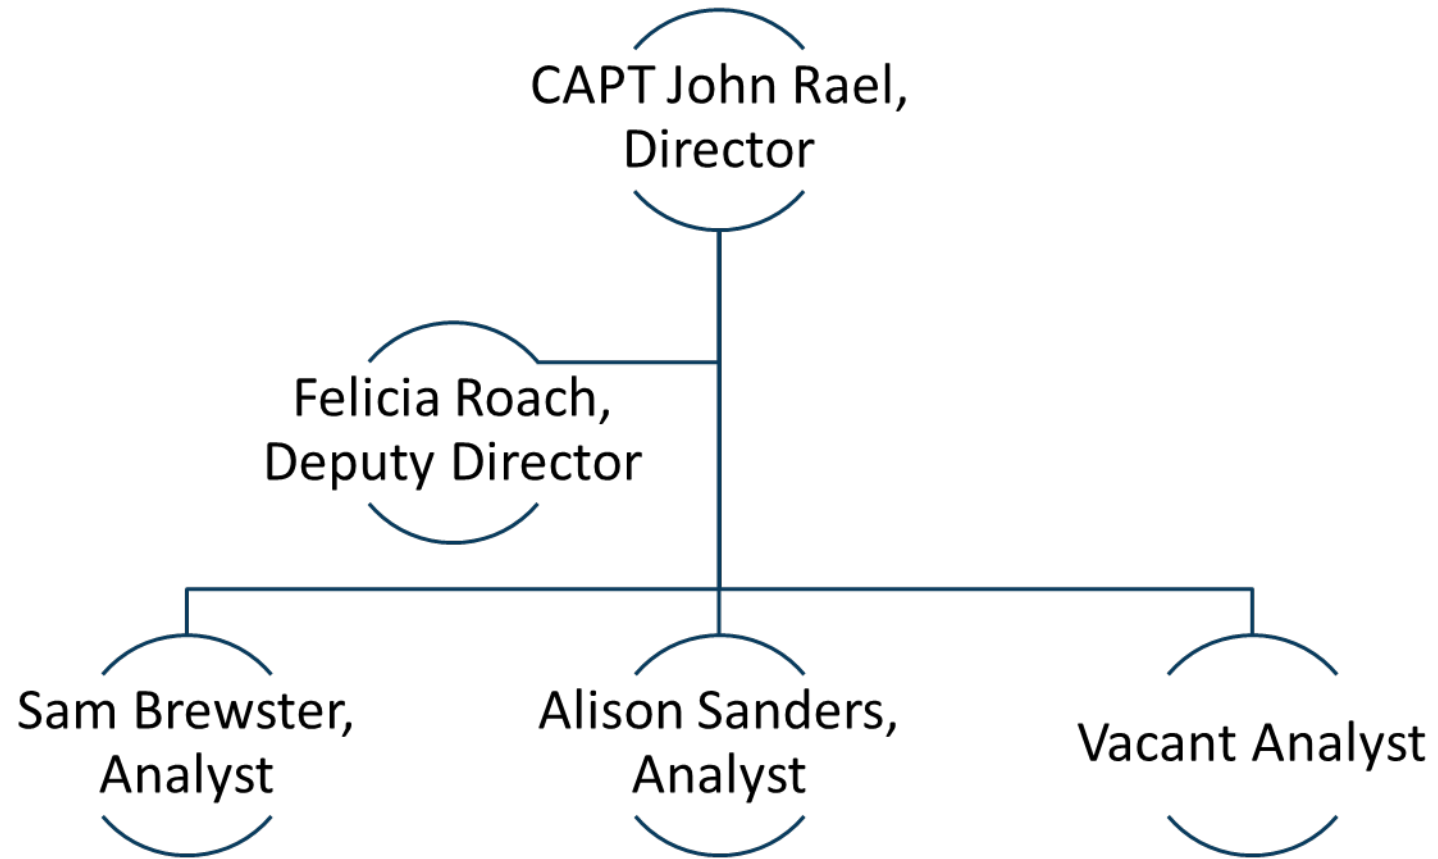 CAPT John Rael,
Director
Felicia Roach,
Deputy Director
Sam Brewster,
Analyst
Alison Sanders,
Analyst
Vacant Analyst